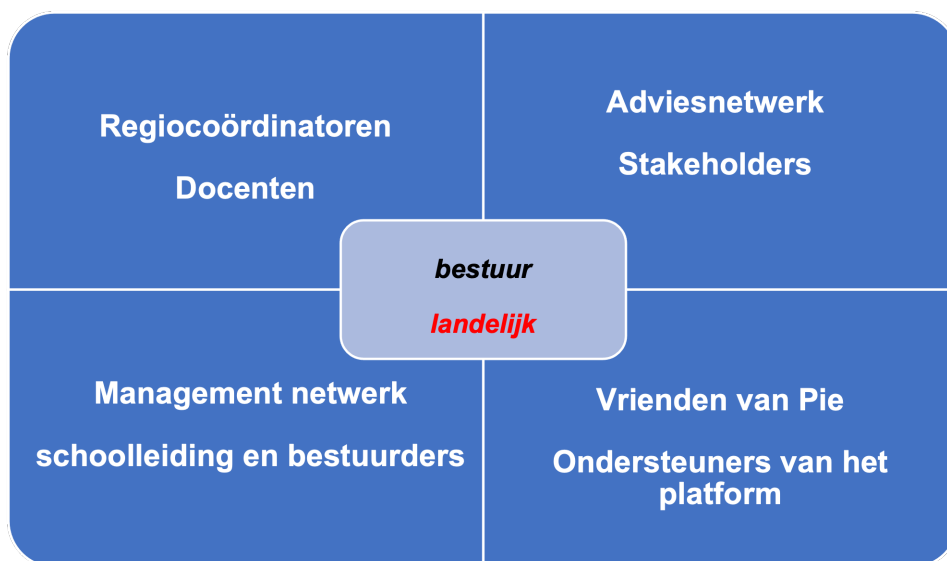 Regiocoördinatoren
Docenten
Adviesnetwerk
Stakeholders
bestuur
landelijk
Management netwerk
schoolleiding en bestuurders
Vrienden van Pie
Ondersteuners van het
platform